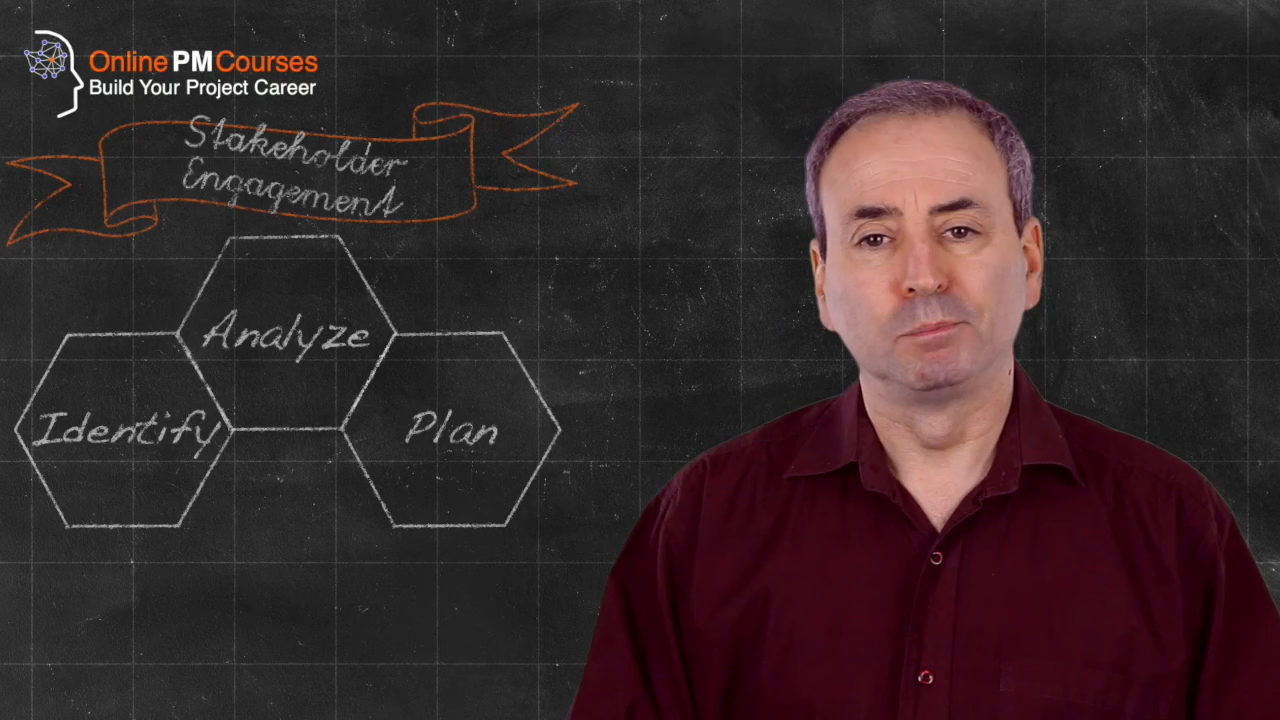 Online PM Courses
Build Your Project Career
Stakeholder
Engagement
Analyze
Identify
Plan